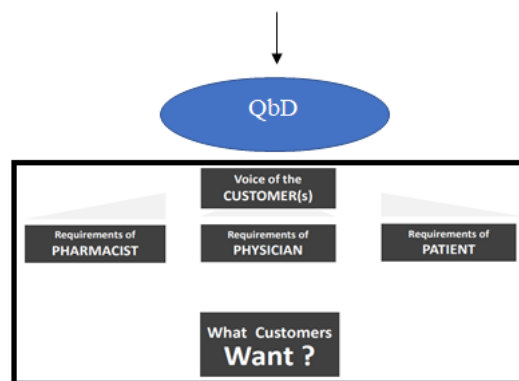 QbD
Voice of the
CUSTOMER(s)
Requirements of
PHARMACIST
Requirements of
PHYSICIAN
Requirements of
PATIENT
What Customers
Want ?